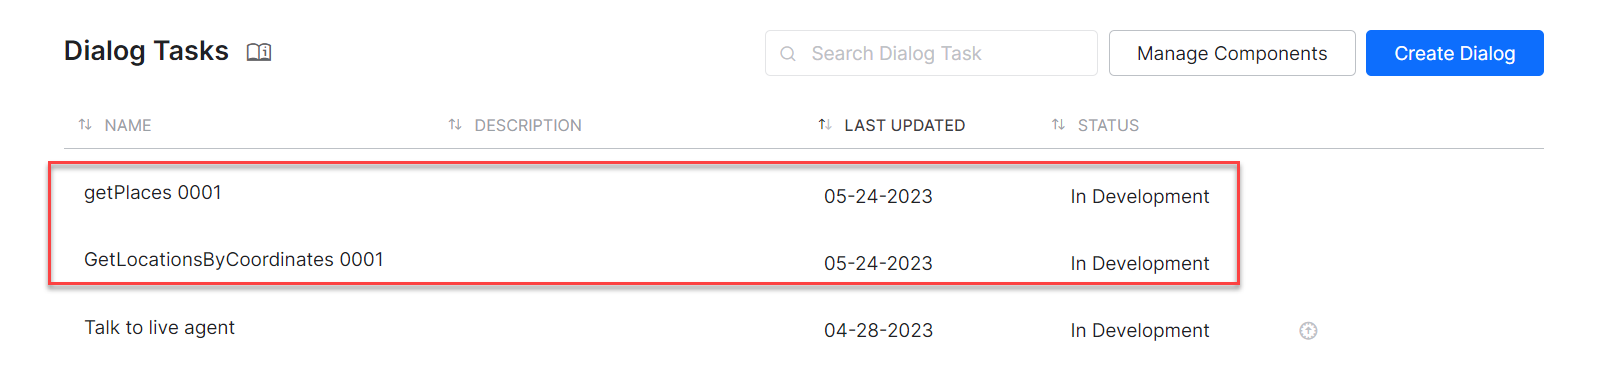 Dialog Tasks
Search Dialog Task
Manage Components
Create Dialog
NAME DESCRIPTION LAST UPDATED STATUS
getPlaces 0001 05-24-2023 In Development
GetLocationsByCoordinates 0001 05-24-2023 In Development
Talk to live agent 04-28-2023 In Development